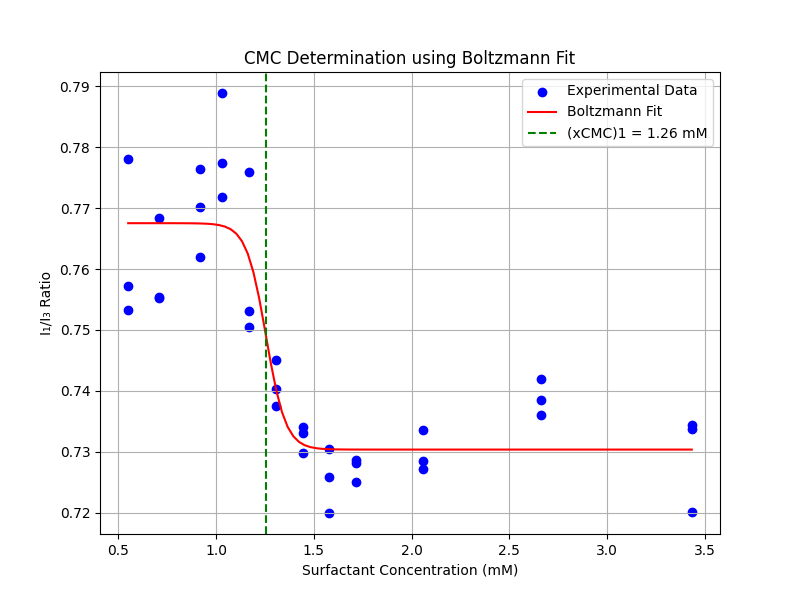 CMC Determination using Boltzmann Fit
Experimental Data
Boltzmann Fit
(xCMC)1 = 1.26 mM
I₁/I₃ Ratio
0.79
0.78
0.77
0.76
0.75
0.74
0.73
0.72
0.5 1.0 1.5 2.0 2.5 3.0 3.5
Surfactant Concentration (mM)